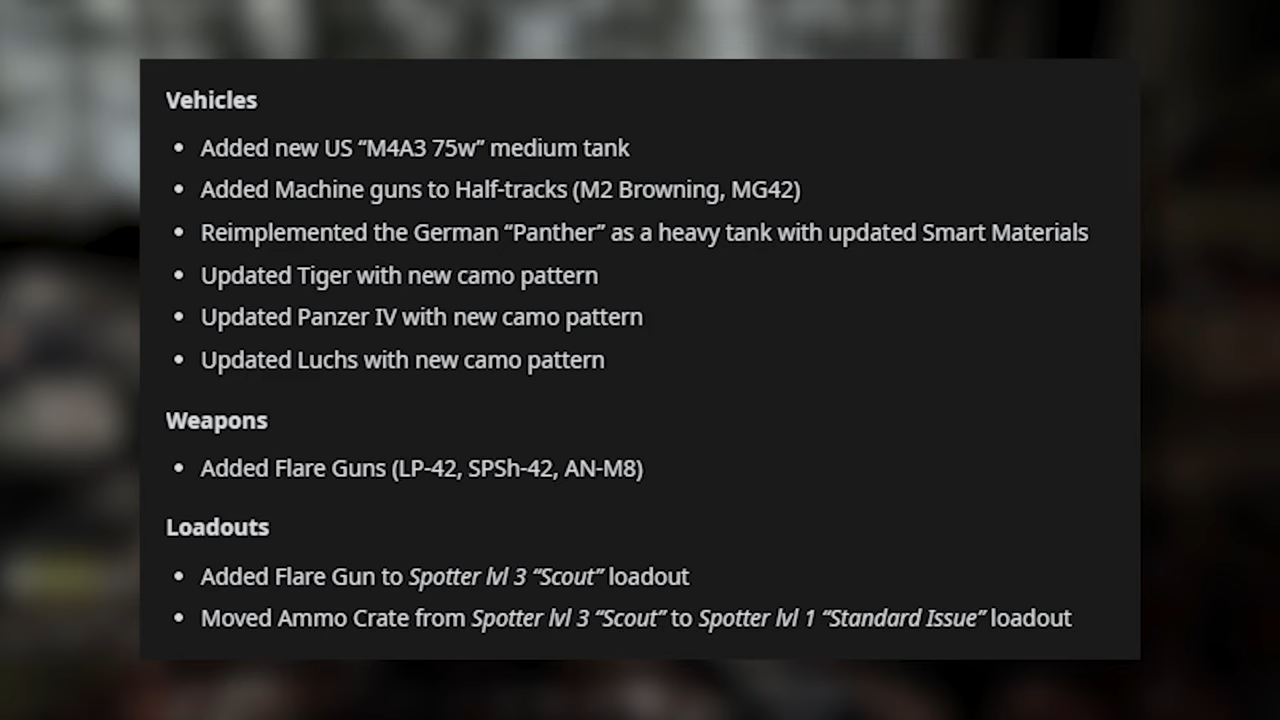 Vehicles
• Added new US “M4A3 75w” medium tank
• Added Machine guns to Half-tracks (M2 Browning, MG42)
• Reimplemented the German “Panther” as a heavy tank with updated Smart Materials
• Updated Tiger with new camo pattern
• Updated Panzer IV with new camo pattern
• Updated Luchs with new camo pattern
Weapons
• Added Flare Guns (LP-42, SPSh-42, AN-M8)
Loadouts
• Added Flare Gun to Spotter lvl 3 “Scout” loadout
• Moved Ammo Crate from Spotter lvl 3 “Scout” to Spotter lvl 1 “Standard Issue” loadout